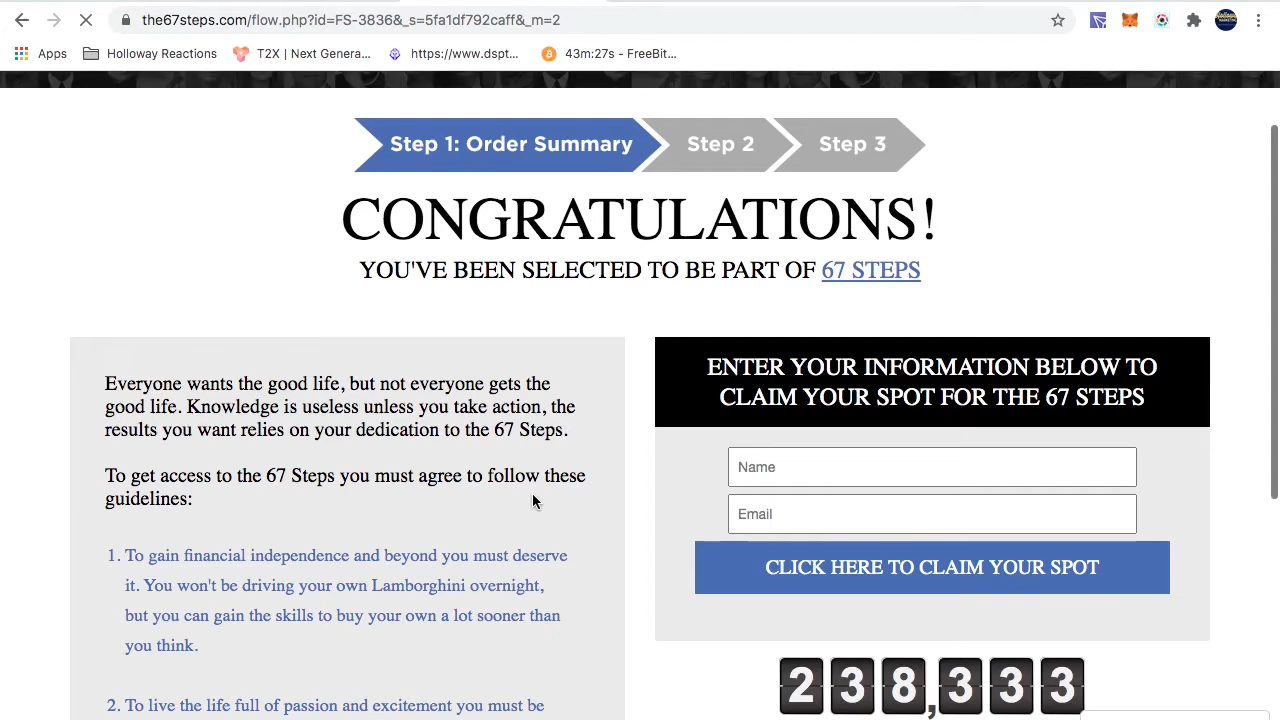 the67steps.com/flow.php?id=FS-3836&_s=5fa1df792caff&_m=2
Apps Holloway Reactions T2X | Next Genera... https://www.dspt... 43m:27s - FreeBit...
Step 1: Order Summary Step 2 Step 3
CONGRATULATIONS!
YOU'VE BEEN SELECTED TO BE PART OF 67 STEPS
Everyone wants the good life, but not everyone gets the
good life. Knowledge is useless unless you take action, the
results you want relies on your dedication to the 67 Steps.
To get access to the 67 Steps you must agree to follow these
guidelines:
1. To gain financial independence and beyond you must deserve
it. You won't be driving your own Lamborghini overnight,
but you can gain the skills to buy your own a lot sooner than
you think.
2. To live the life full of passion and excitement you must be
ENTER YOUR INFORMATION BELOW TO
CLAIM YOUR SPOT FOR THE 67 STEPS
Name
Email
CLICK HERE TO CLAIM YOUR SPOT
238,333